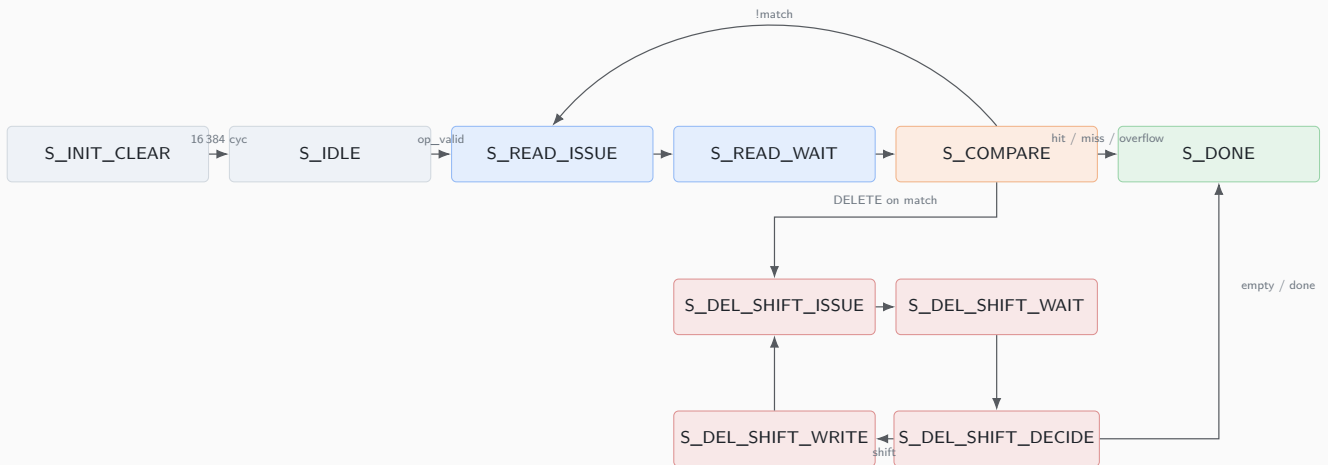 !match
16 384 cyc
op_valid
hit / miss / overflow
S_INIT_CLEAR
S_IDLE
S_READ_ISSUE
S_READ_WAIT
S_COMPARE
S_DONE
DELETE on match
empty / done
S_DEL_SHIFT_ISSUE
S_DEL_SHIFT_WAIT
S_DEL_SHIFT_WRITE
S_DEL_SHIFT_DECIDE
shift